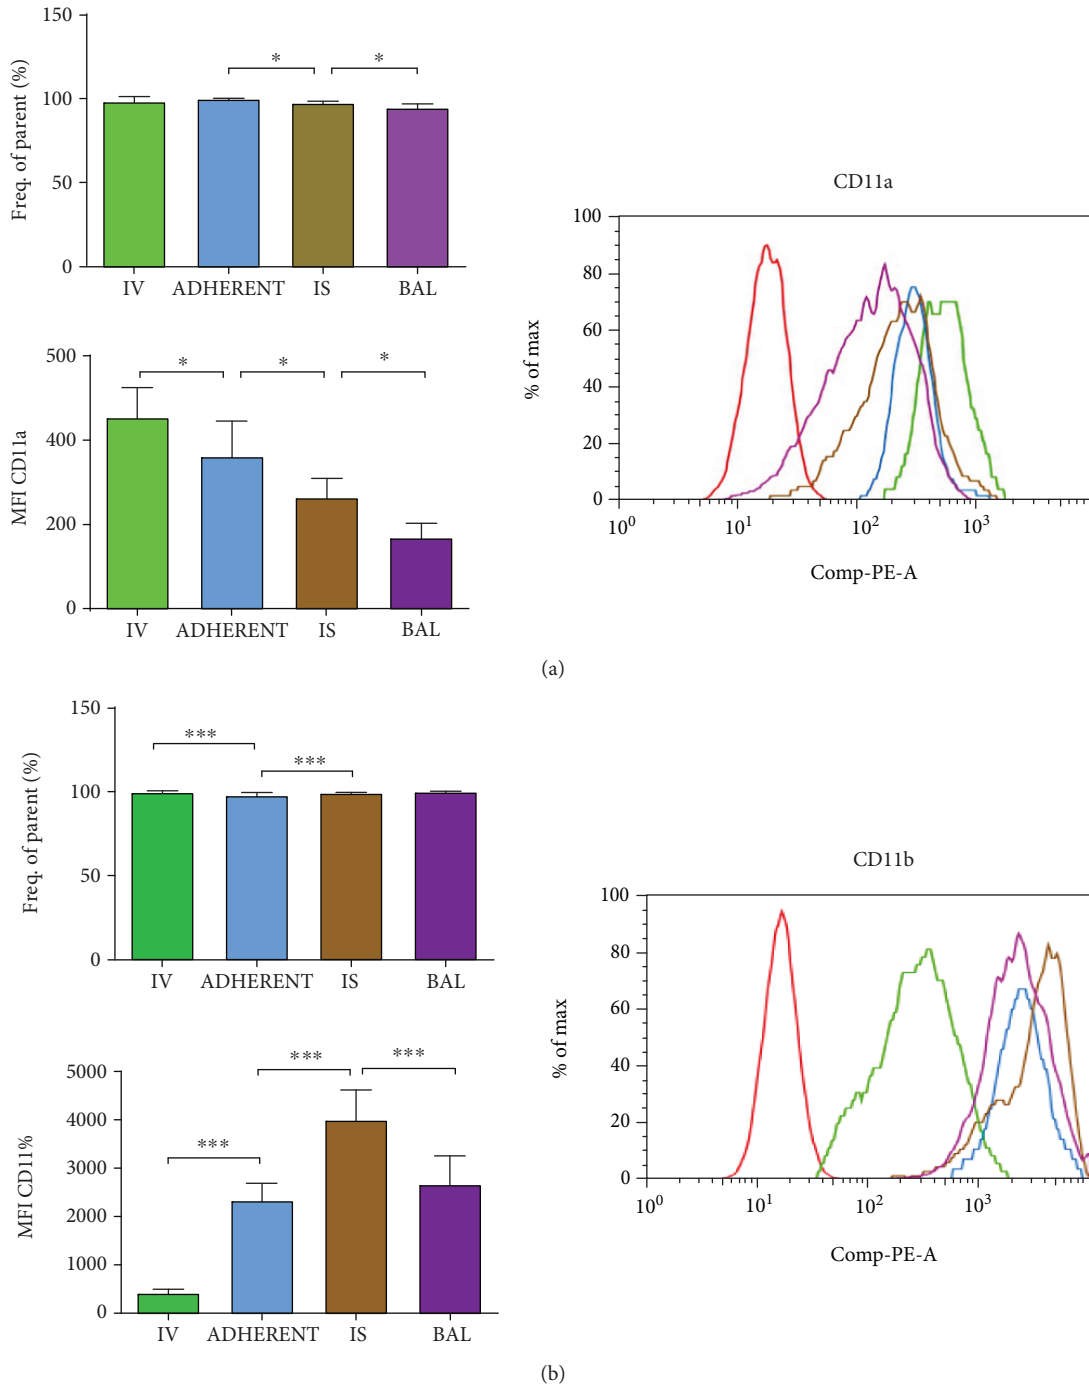 150
100
50
0
Freq. of parent (%)
* *
IV ADHERENT IS BAL
500
400
200
0
MFI CD11a
* * *
IV ADHERENT IS BAL
CD11a
100
80
60
40
20
0
% of max
10⁰ 10¹ 10² 10³
Comp-PE-A
(a)
150
100
50
0
Freq. of parent (%)
*** ***
IV ADHERENT IS BAL
5000
4000
3000
2000
1000
0
MFI CD11%
*** *** ***
IV ADHERENT IS BAL
CD11b
100
80
60
40
20
0
% of max
10⁰ 10¹ 10² 10³
Comp-PE-A
(b)